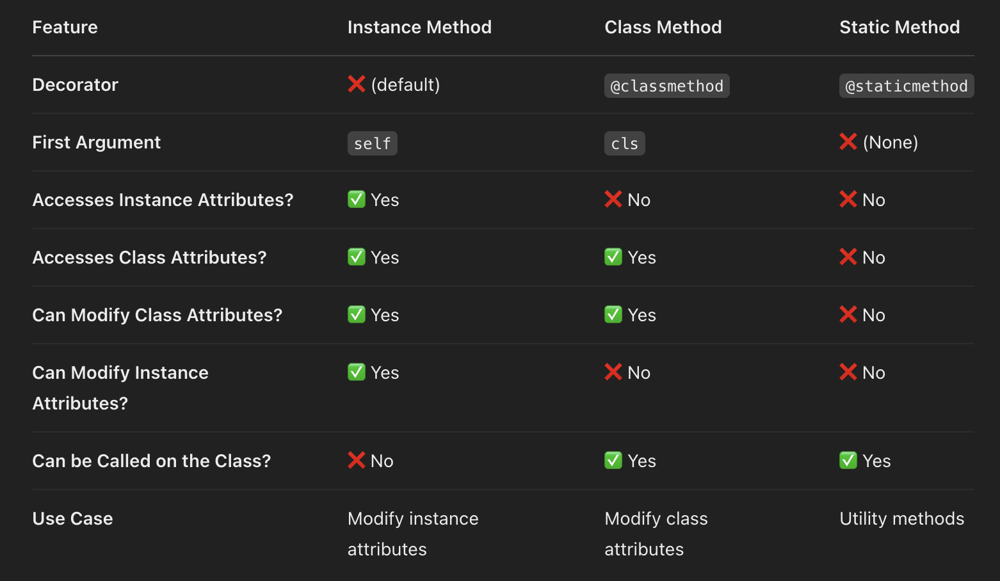 Feature Instance Method Class Method Static Method
Decorator ❌ (default) @classmethod @staticmethod
First Argument self cls ❌ (None)
Accesses Instance Attributes? ✅ Yes ❌ No ❌ No
Accesses Class Attributes? ✅ Yes ✅ Yes ❌ No
Can Modify Class Attributes? ✅ Yes ✅ Yes ❌ No
Can Modify Instance ✅ Yes ❌ No ❌ No
Attributes?
Can be Called on the Class? ❌ No ✅ Yes ✅ Yes
Use Case Modify instance Modify class Utility methods
attributes attributes